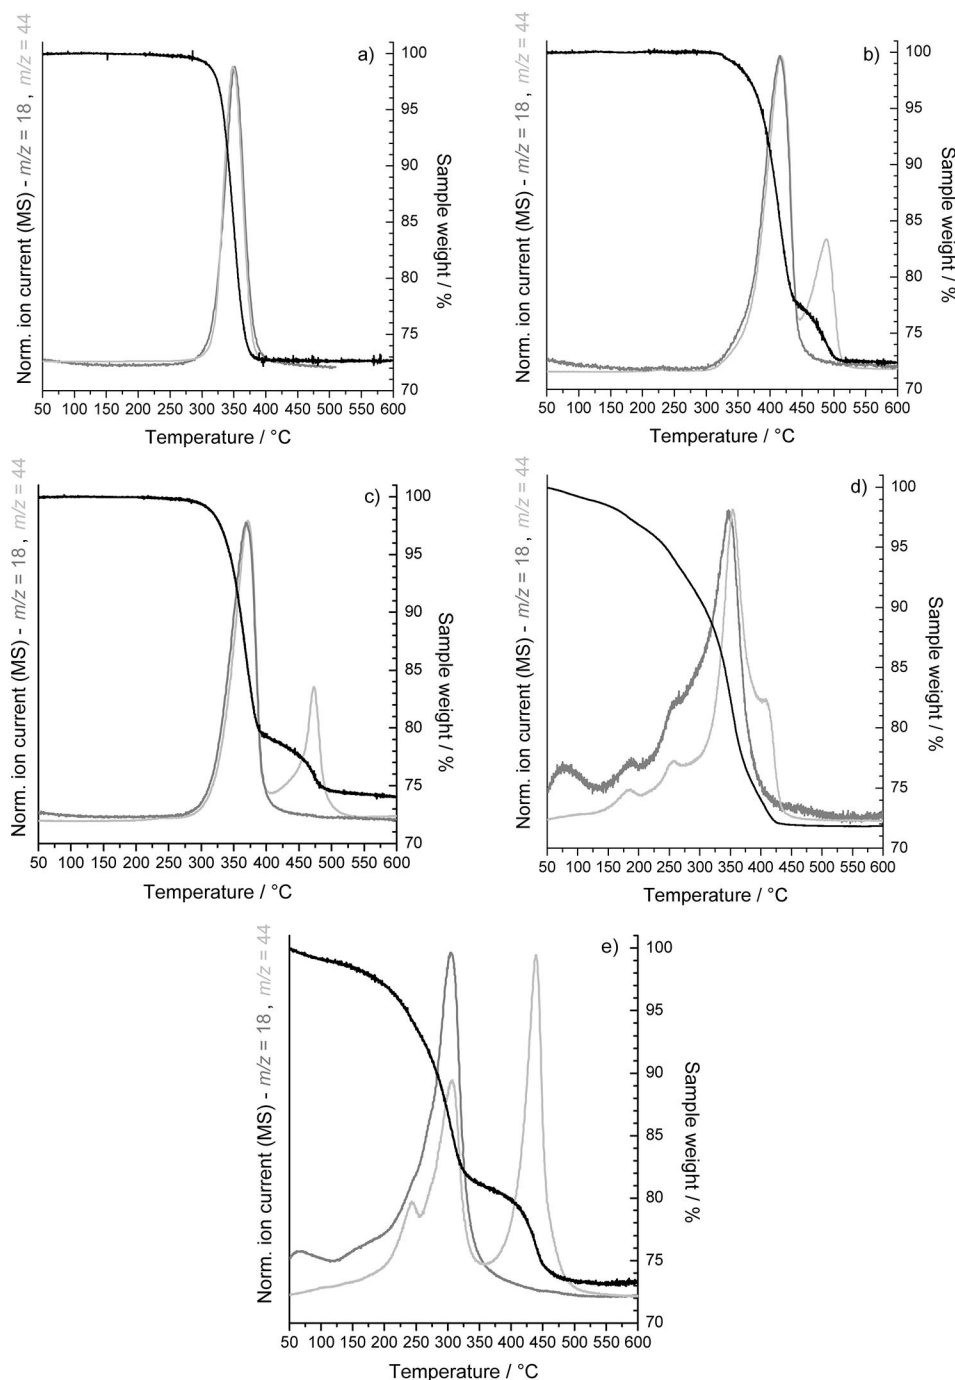 a)
Norm. ion current (MS) - m/z = 18 , m/z = 44
100
95
90
85
80
75
70
Sample weight / %
50 100 150 200 250 300 350 400 450 500 550 600
Temperature / °C
b)
Norm. ion current (MS) - m/z = 18 , m/z = 44
100
95
90
85
80
75
70
Sample weight / %
50 100 150 200 250 300 350 400 450 500 550 600
Temperature / °C
c)
Norm. ion current (MS) - m/z = 18 , m/z = 44
100
95
90
85
80
75
70
Sample weight / %
50 100 150 200 250 300 350 400 450 500 550 600
Temperature / °C
d)
Norm. ion current (MS) - m/z = 18 , m/z = 44
100
95
90
85
80
75
70
Sample weight / %
50 100 150 200 250 300 350 400 450 500 550 600
Temperature / °C
e)
Norm. ion current (MS) - m/z = 18 , m/z = 44
100
95
90
85
80
75
70
Sample weight / %
50 100 150 200 250 300 350 400 450 500 550 600
Temperature / °C